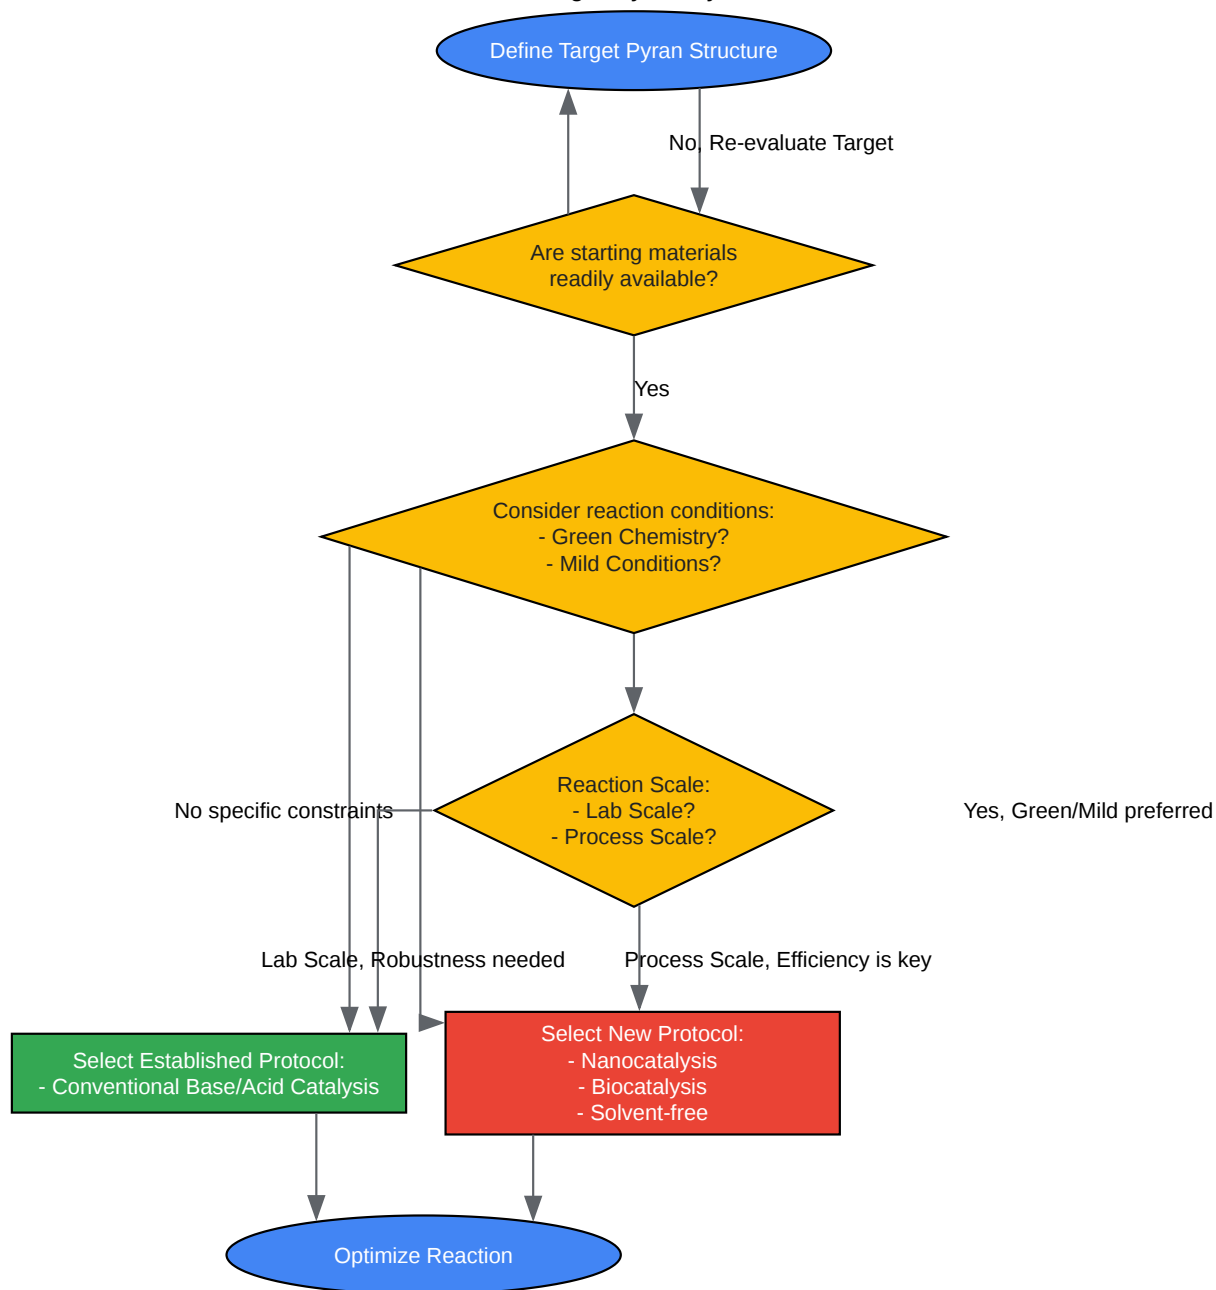 Define Target Pyran Structure
No, Re-evaluate Target
Are starting materials
readily available?
Yes
Consider reaction conditions:
- Green Chemistry?
- Mild Conditions?
Reaction Scale:
- Lab Scale?
- Process Scale?
No specific constraints
Yes, Green/Mild preferred
Lab Scale, Robustness needed
Process Scale, Efficiency is key
Select Established Protocol:
- Conventional Base/Acid Catalysis
Select New Protocol:
- Nanocatalysis
- Biocatalysis
- Solvent-free
Optimize Reaction